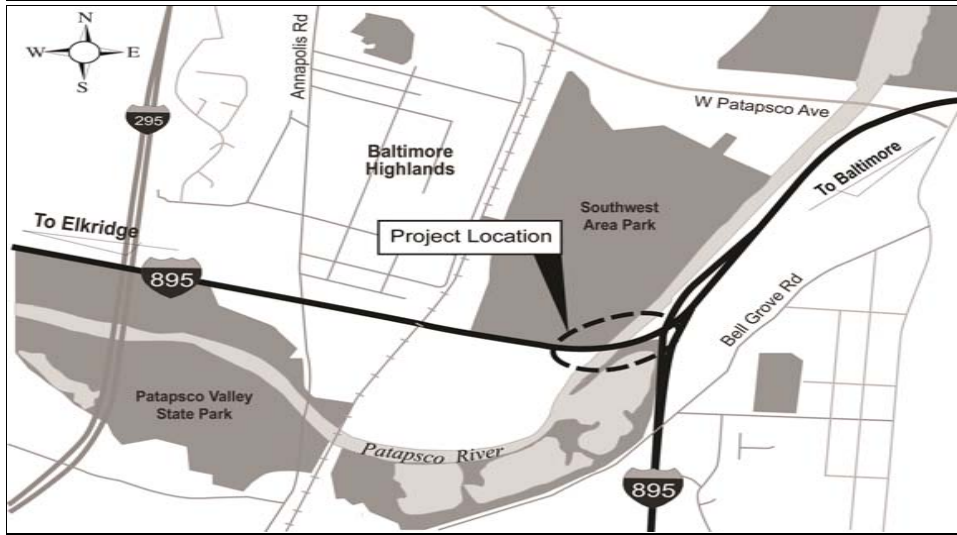 N
W E
S
295
Annapolis Rd
W Patapsco Ave
Baltimore
Highlands
To Baltimore
Southwest
Area Park
To Elkridge
Project Location
895
Bell Grove Rd
Patapsco Valley
State Park
Patapsco River
895